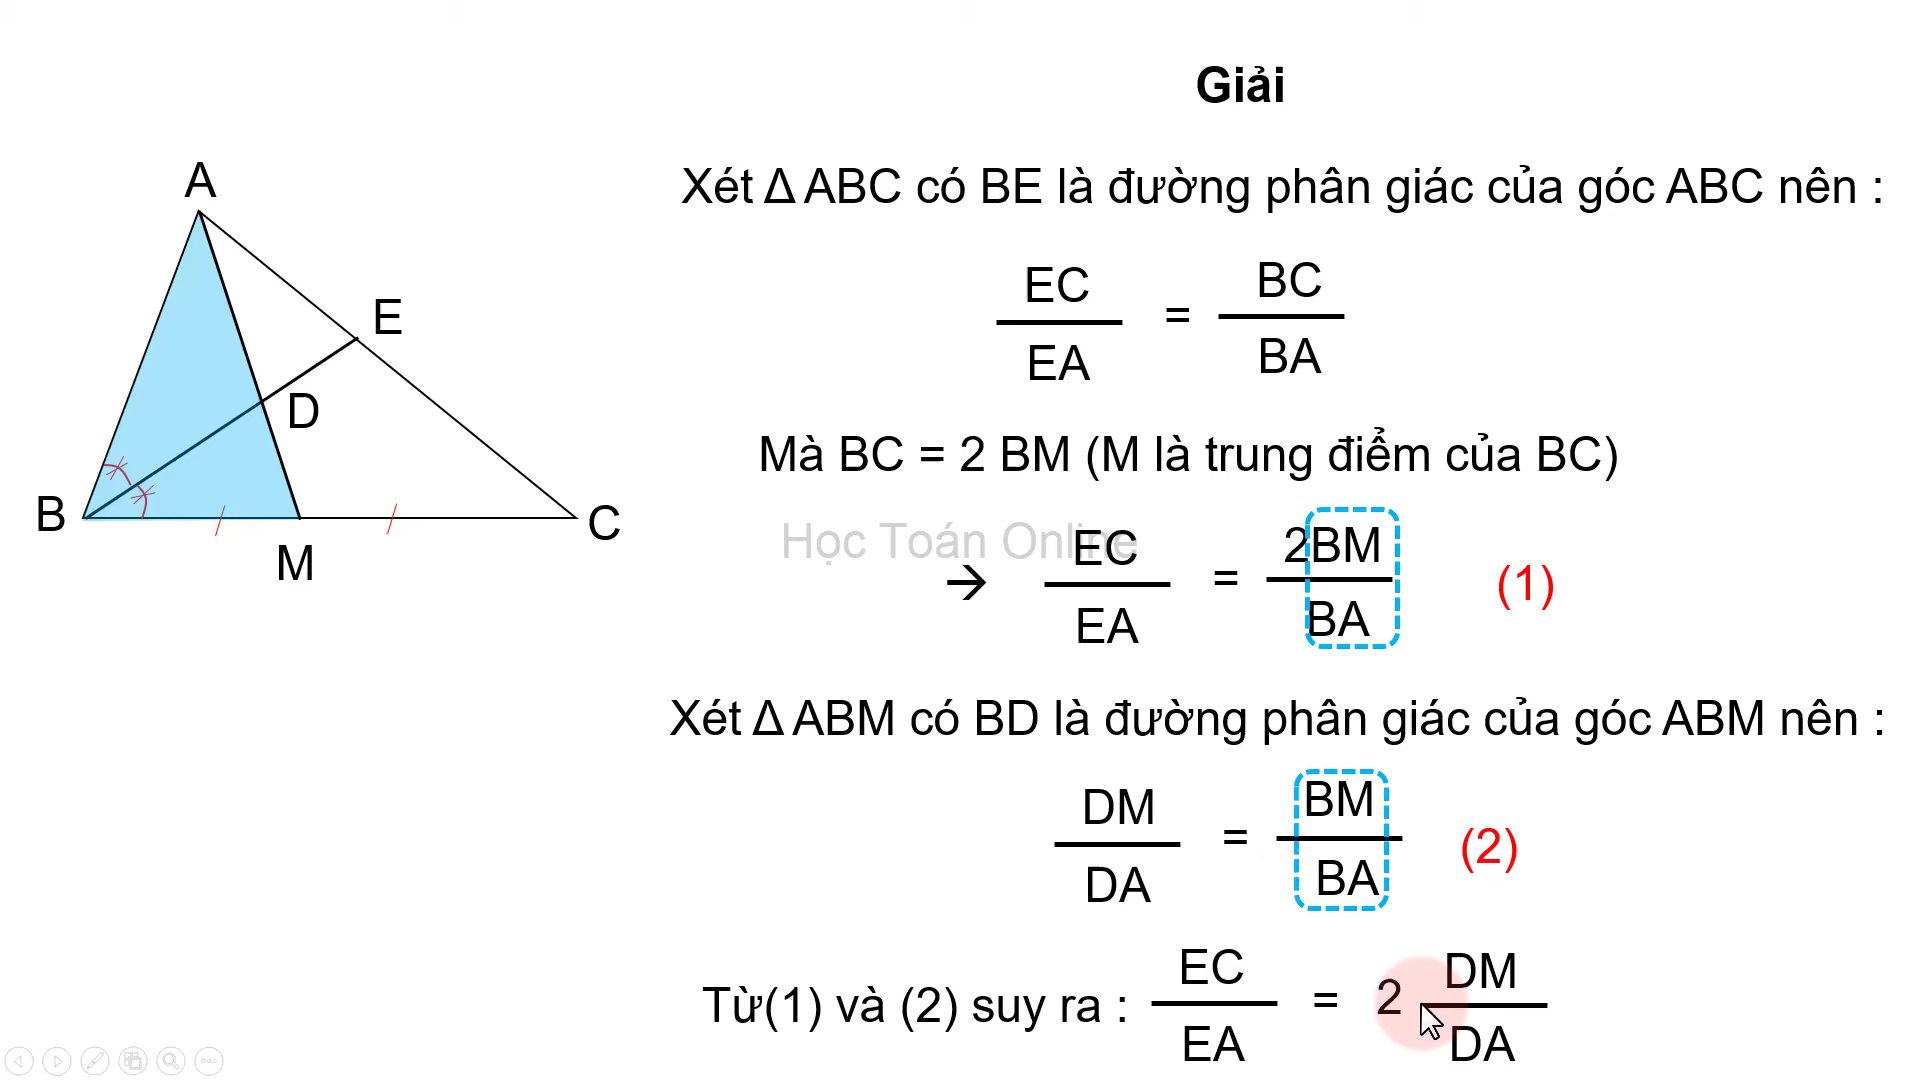 Giải
A
E
D
B
C
M
Xét Δ ABC có BE là đường phân giác của góc ABC nên :
EC = BC
EA BA
Mà BC = 2 BM (M là trung điểm của BC)
Học Toán Online
→ EC = 2BM (1)
EA BA
Xét Δ ABM có BD là đường phân giác của góc ABM nên :
DM = BM (2)
DA BA
Từ(1) và (2) suy ra : EC = 2 DM
EA DA